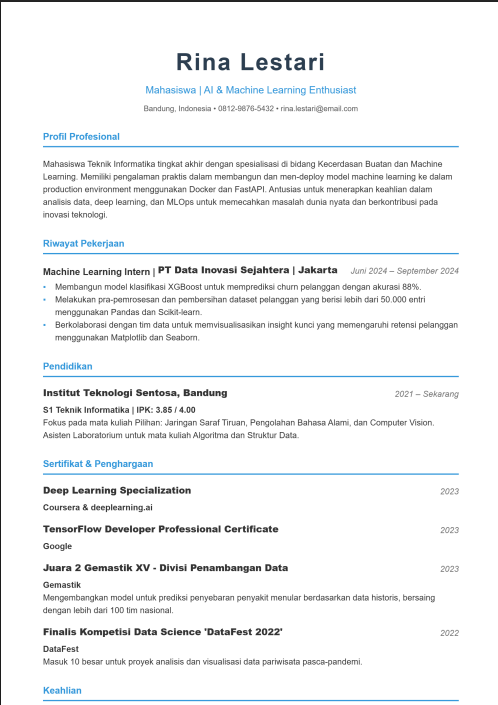 Rina Lestari
Mahasiswa | AI & Machine Learning Enthusiast
Bandung, Indonesia • 0812-9876-5432 • rina.lestari@email.com
Profil Profesional
Mahasiswa Teknik Informatika tingkat akhir dengan spesialisasi di bidang Kecerdasan Buatan dan Machine
Learning. Memiliki pengalaman praktis dalam membangun dan men-deploy model machine learning ke dalam
production environment menggunakan Docker dan FastAPI. Antusias untuk menerapkan keahlian dalam
analisis data, deep learning, dan MLOps untuk memecahkan masalah dunia nyata dan berkontribusi pada
inovasi teknologi.
Riwayat Pekerjaan
Machine Learning Intern | PT Data Inovasi Sejahtera | Jakarta Juni 2024 – September 2024
• Membangun model klasifikasi XGBoost untuk memprediksi churn pelanggan dengan akurasi 88%.
• Melakukan pra-pemrosesan dan pembersihan dataset pelanggan yang berisi lebih dari 50.000 entri
menggunakan Pandas dan Scikit-learn.
• Berkolaborasi dengan tim data untuk memvisualisasikan insight kunci yang memengaruhi retensi pelanggan
menggunakan Matplotlib dan Seaborn.
Pendidikan
Institut Teknologi Sentosa, Bandung 2021 – Sekarang
S1 Teknik Informatika | IPK: 3.85 / 4.00
Fokus pada mata kuliah Pilihan: Jaringan Saraf Tiruan, Pengolahan Bahasa Alami, dan Computer Vision.
Asisten Laboratorium untuk mata kuliah Algoritma dan Struktur Data.
Sertifikat & Penghargaan
Deep Learning Specialization 2023
Coursera & deeplearning.ai
TensorFlow Developer Professional Certificate 2023
Google
Juara 2 Gemastik XV - Divisi Penambangan Data 2023
Gemastik
Mengembangkan model untuk prediksi penyebaran penyakit menular berdasarkan data historis, bersaing
dengan lebih dari 100 tim nasional.
Finalis Kompetisi Data Science 'DataFest 2022' 2022
DataFest
Masuk 10 besar untuk proyek analisis dan visualisasi data pariwisata pasca-pandemi.
Keahlian